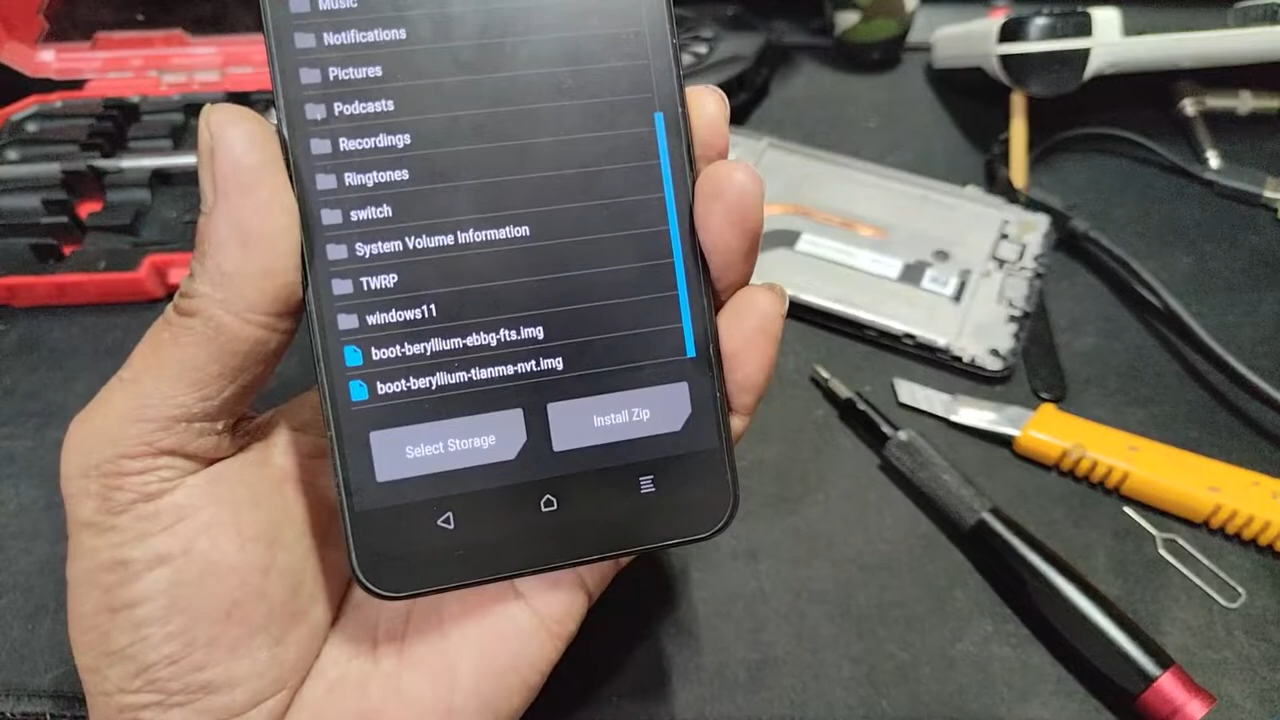 Music
Notifications
Pictures
Podcasts
Recordings
Ringtones
switch
System Volume Information
TWRP
windows11
boot-beryllium-ebbg-fts.img
boot-beryllium-tianma-nvt.img
Select Storage
Install Zip